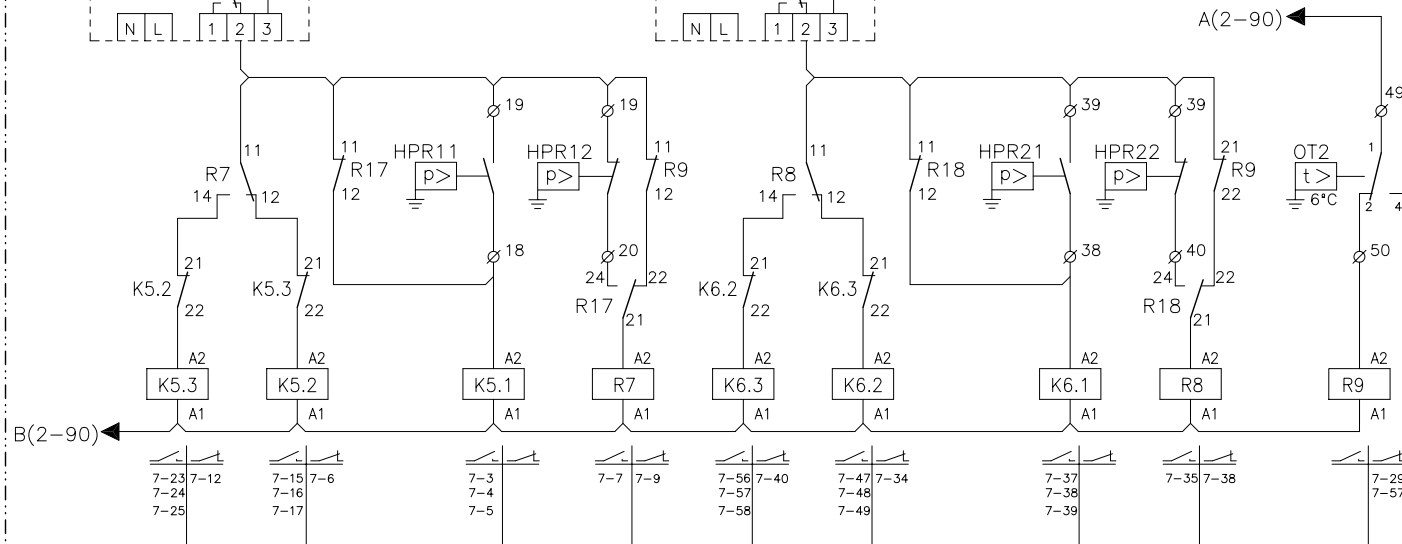 N L 1 2 3 N L 1 2 3
A(2-90)
49
19 19 39 39
11 11 11 11 11 21 1
R7 R17 HPR11 p> HPR12 p> R9 R8 R18 HPR21 p> HPR22 p> R9 OT2 t>
14 12 12 12 14 12 12 22 6°C 2 4
18 20 38 40 50
21 21 24 22 21 21 24 22
K5.2 K5.3 R17 K6.2 K6.3 R18
22 22 21 22 22 21
A2 A2 A2 A2 A2 A2 A2 A2 A2
K5.3 K5.2 K5.1 R7 K6.3 K6.2 K6.1 R8 R9
A1 A1 A1 A1 A1 A1 A1 A1 A1
B(2-90)
7-23 7-12 7-15 7-6 7-3 7-7 7-9 7-56 7-40 7-47 7-34 7-37 7-35 7-38 7-29
7-24 7-16 7-4 7-57 7-48 7-38 7-57
7-25 7-17 7-5 7-58 7-49 7-39